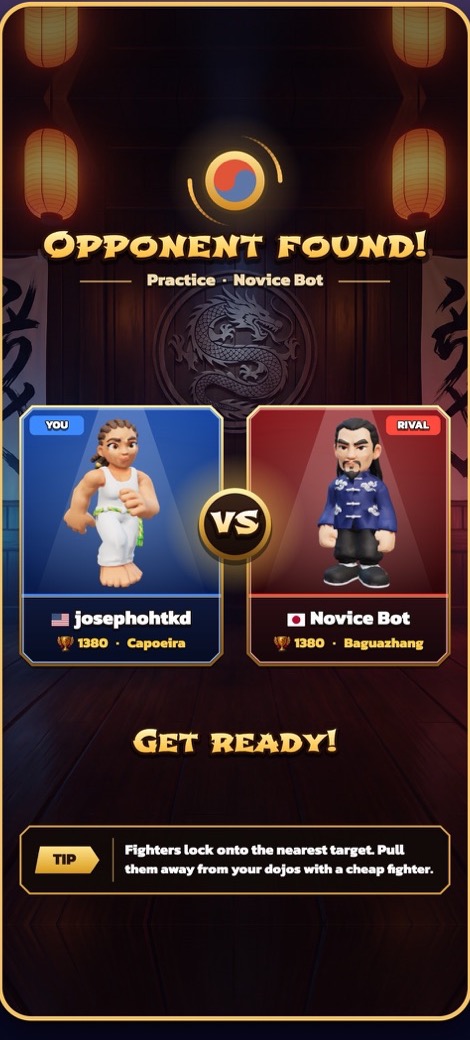 Opponent found!
Practice · Novice Bot
YOU
RIVAL
VS
josephohtkd
1380 · Capoeira
Novice Bot
1380 · Baguazhang
Get ready!
TIP
Fighters lock onto the nearest target. Pull
them away from your dojos with a cheap fighter.